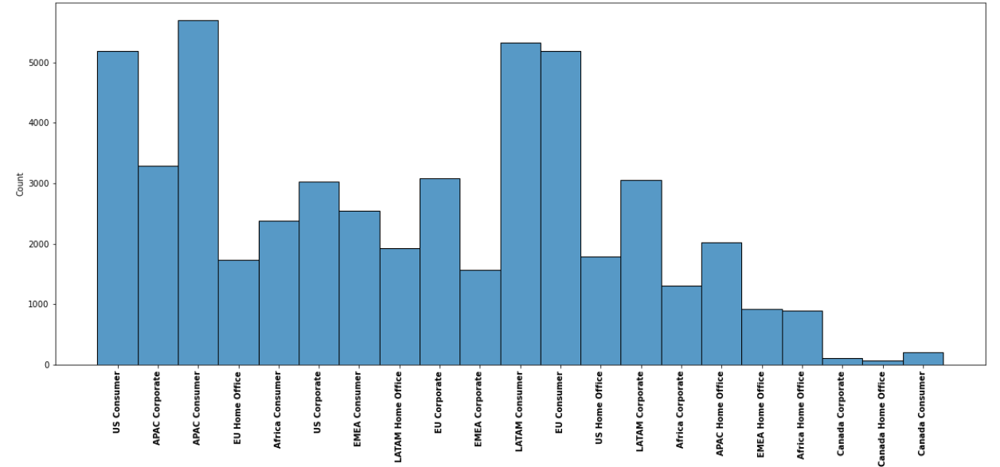 5000
4000
3000
2000
1000
0
Count
US Consumer
APAC Corporate
APAC Consumer
EU Home Office
Africa Consumer
US Corporate
EMEA Consumer
LATAM Home Office
EU Corporate
EMEA Corporate
LATAM Consumer
EU Consumer
US Home Office
LATAM Corporate
Africa Corporate
APAC Home Office
EMEA Home Office
Africa Home Office
Canada Corporate
Canada Home Office
Canada Consumer